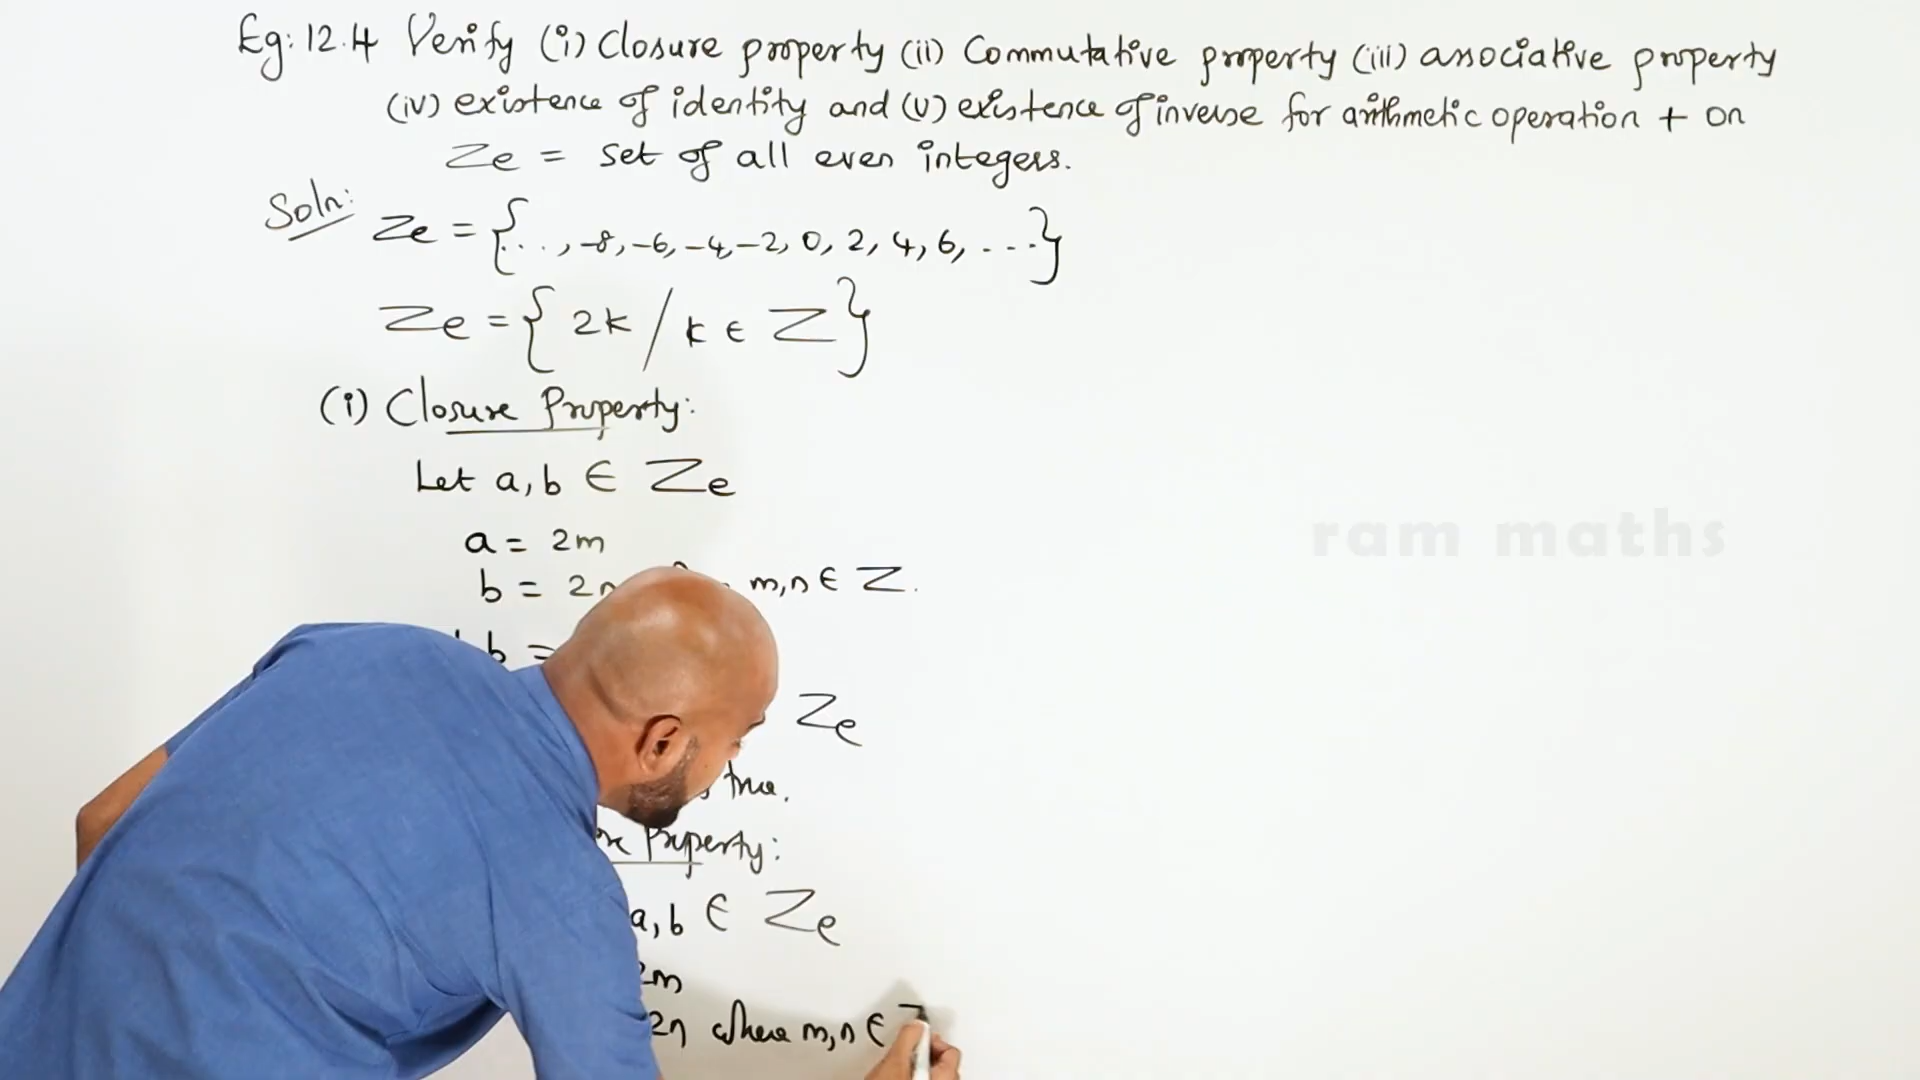 Eg: 12.4 Verify (i) Closure property (ii) Commutative property (iii) associative property
(iv) existence of identity and (v) existence of inverse for arithmetic operation + on
Ze = set of all even integers.
Soln:
Ze = {..., -8, -6, -4, -2, 0, 2, 4, 6, ....}
Ze = { 2k / k ∈ Z }
(i) Closure Property:
Let a, b ∈ Ze
a = 2m
b = 2n m, n ∈ Z.
ram maths
b =
Ze
true.
Property:
a, b ∈ Ze
2m
2n where m, n ∈